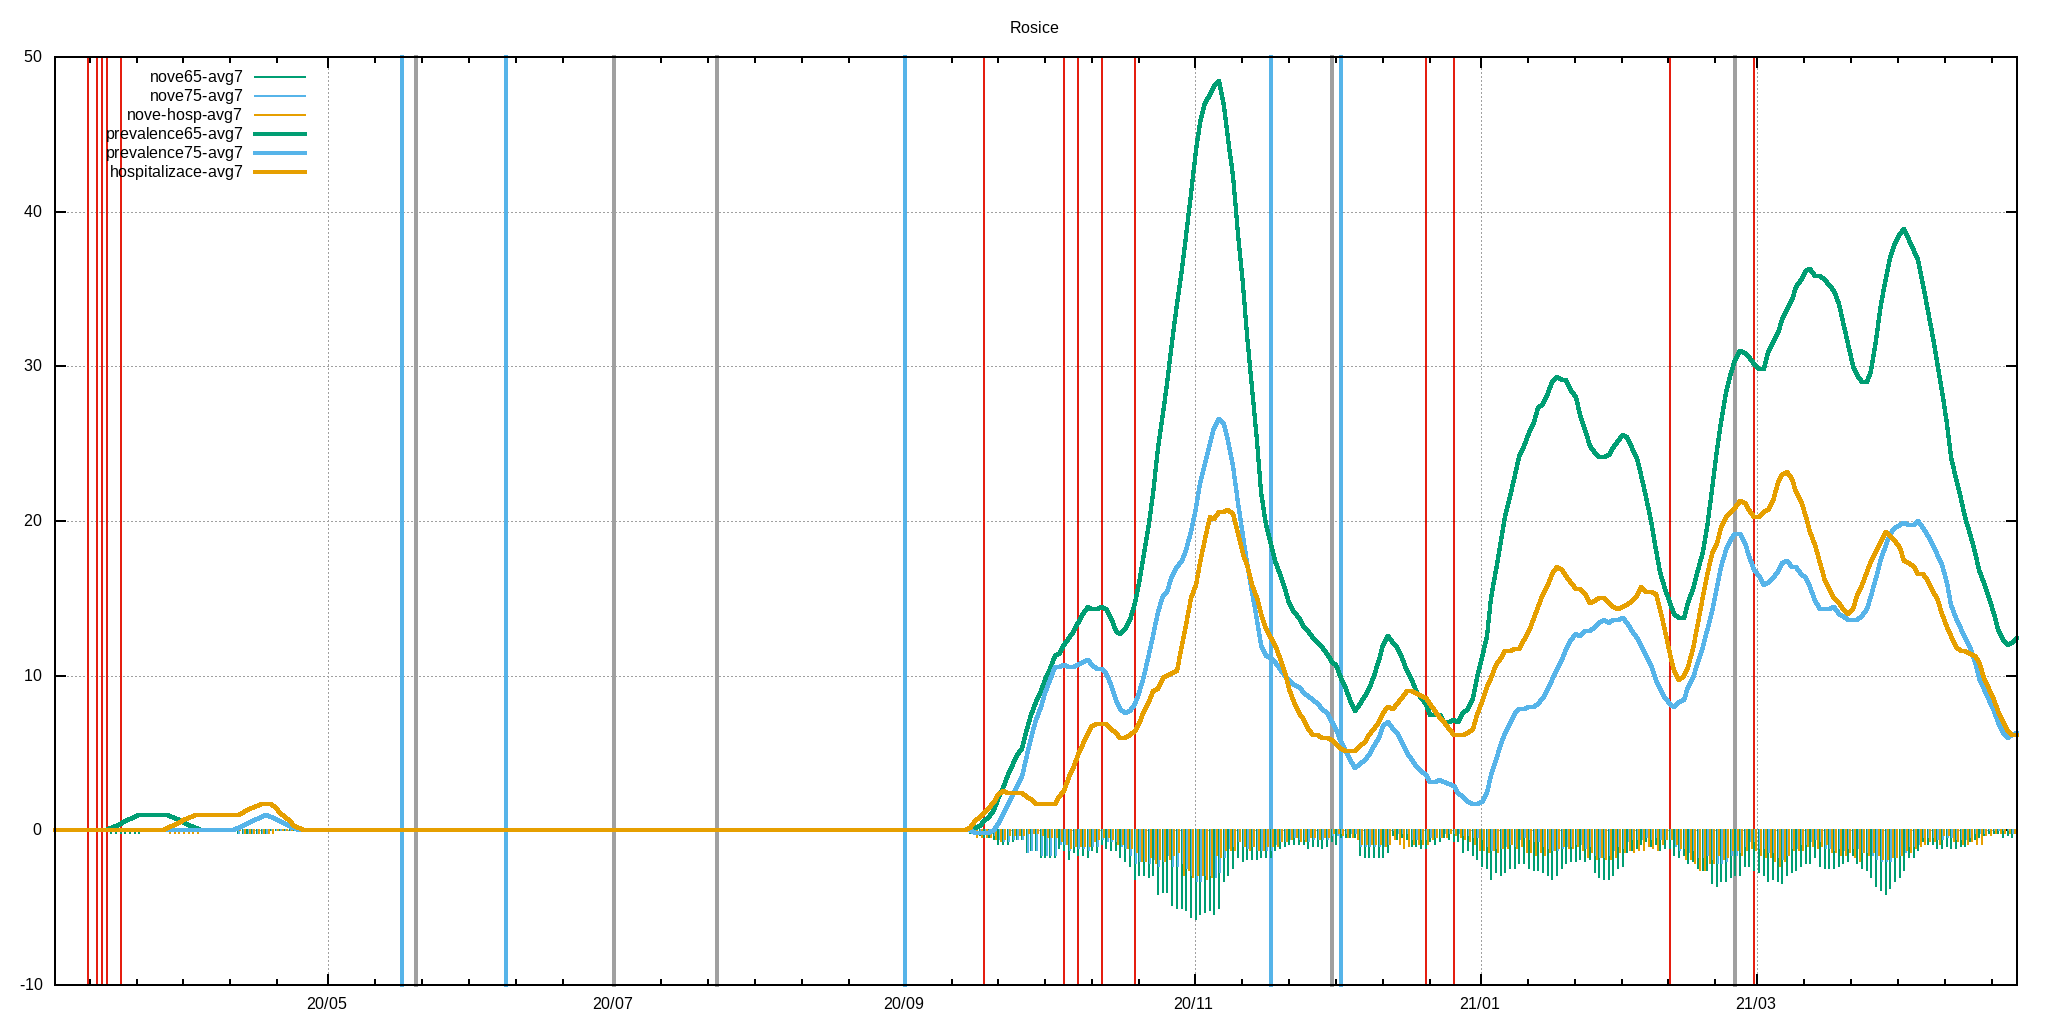 Rosice
50
nove65-avg7
nove75-avg7
nove-hosp-avg7
prevalence65-avg7
prevalence75-avg7
hospitalizace-avg7
40
30
20
10
0
-10
20/05
20/07
20/09
20/11
21/01
21/03